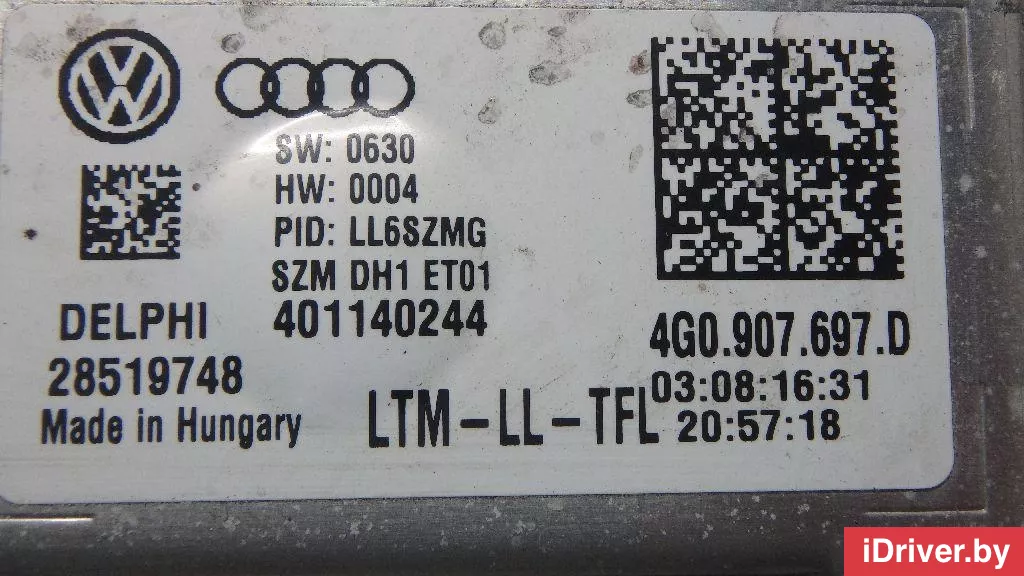 SW: 0630
HW: 0004
PID: LL6SZMG
SZM DH1 ET01
DELPHI
401140244
28519748
Made in Hungary
LTM-LL-TFL
4G0.907.697.D
03:08:16:31
20:57:18
iDriver.by